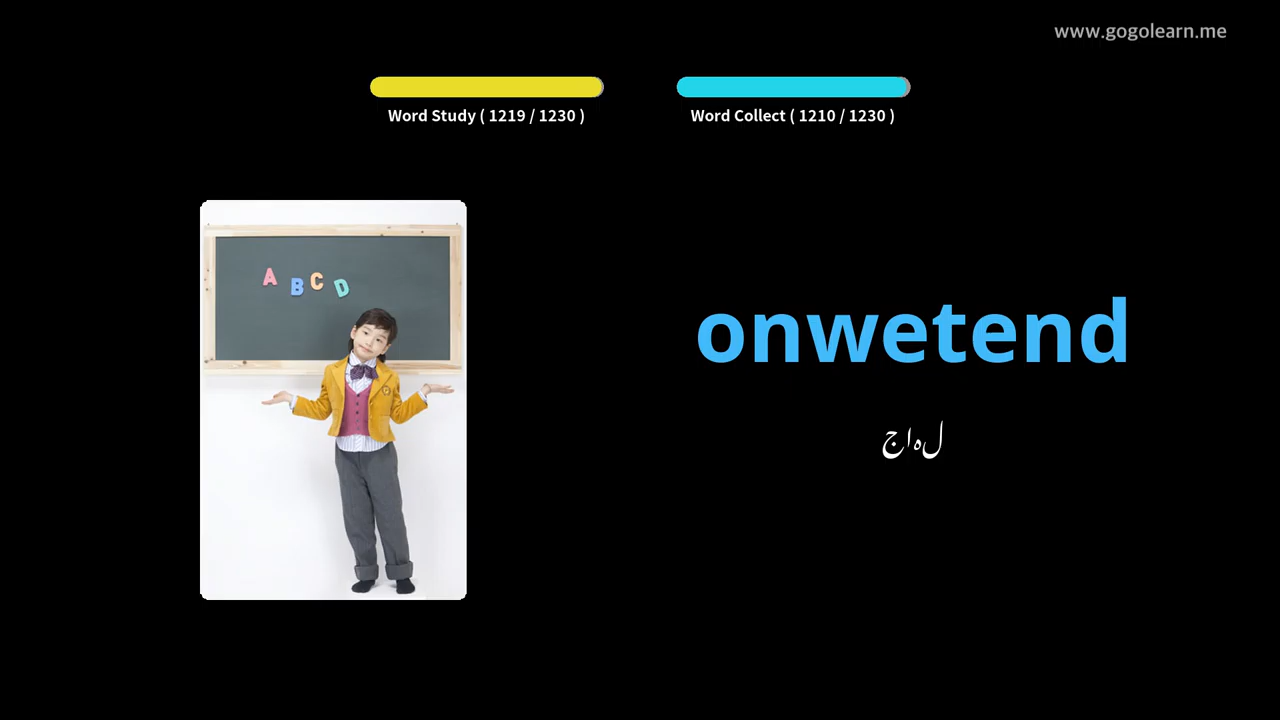 www.gogolearn.me
Word Study ( 1219 / 1230 )
Word Collect ( 1210 / 1230 )
A B C D
onwetend
جاہل